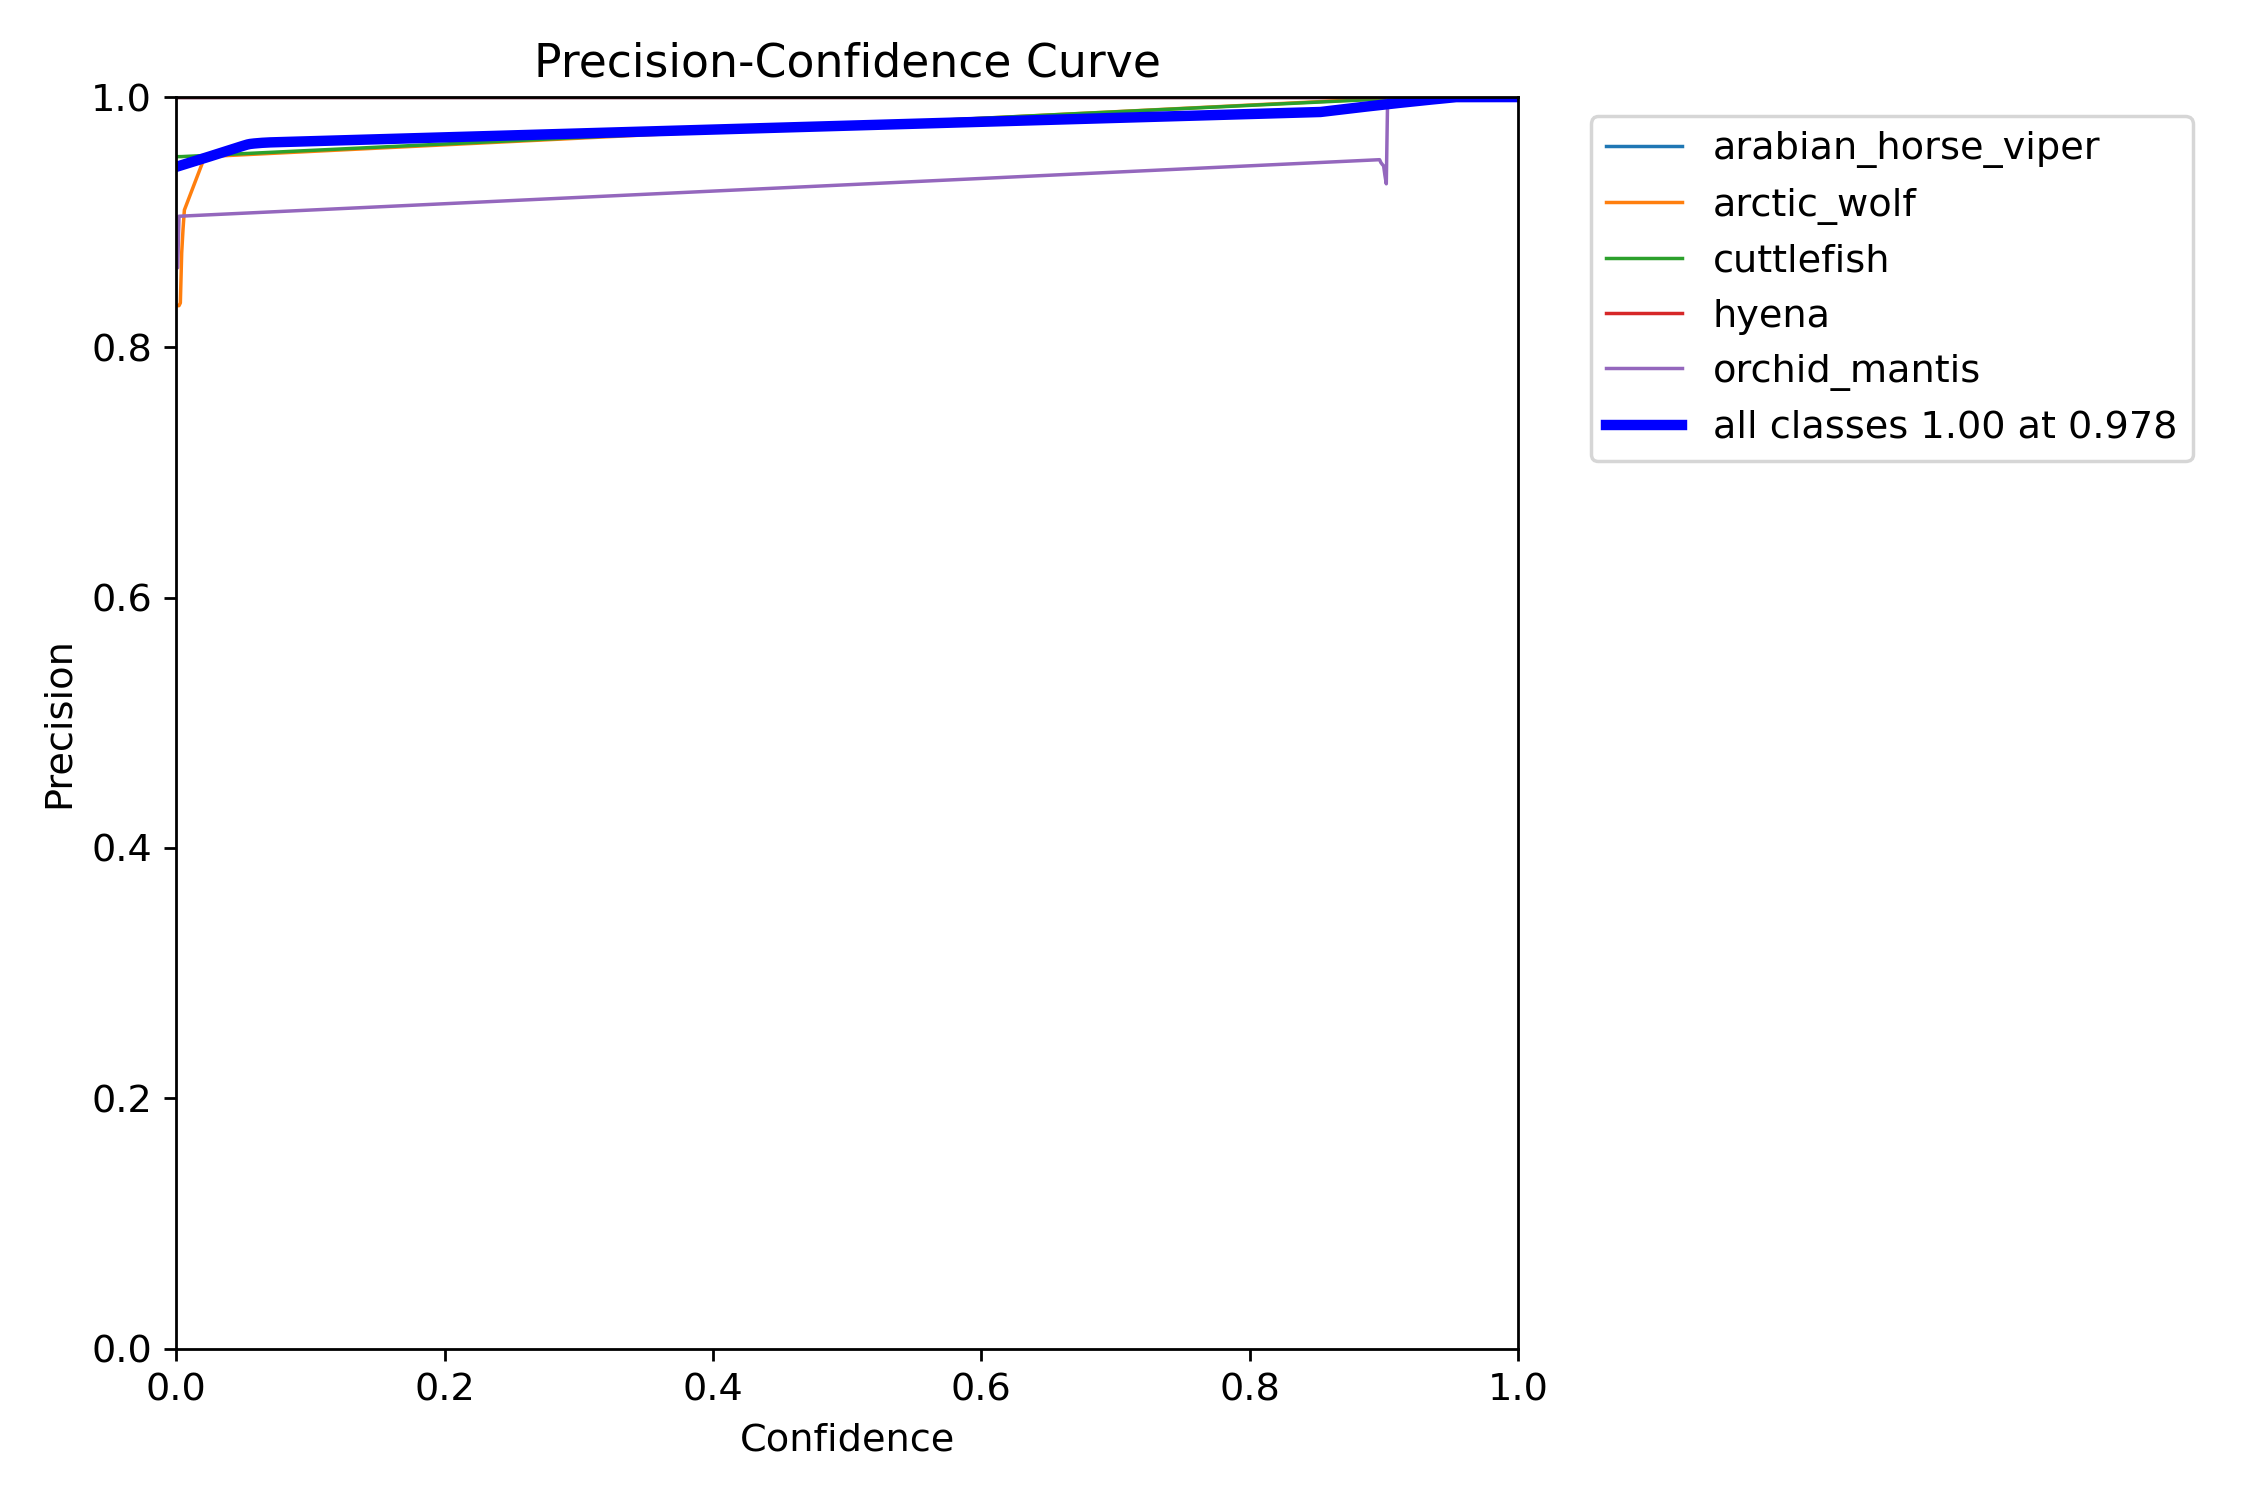 Precision-Confidence Curve
1.0
0.8
0.6
0.4
0.2
0.0
Precision
0.0 0.2 0.4 0.6 0.8 1.0
Confidence
arabian_horse_viper
arctic_wolf
cuttlefish
hyena
orchid_mantis
all classes 1.00 at 0.978